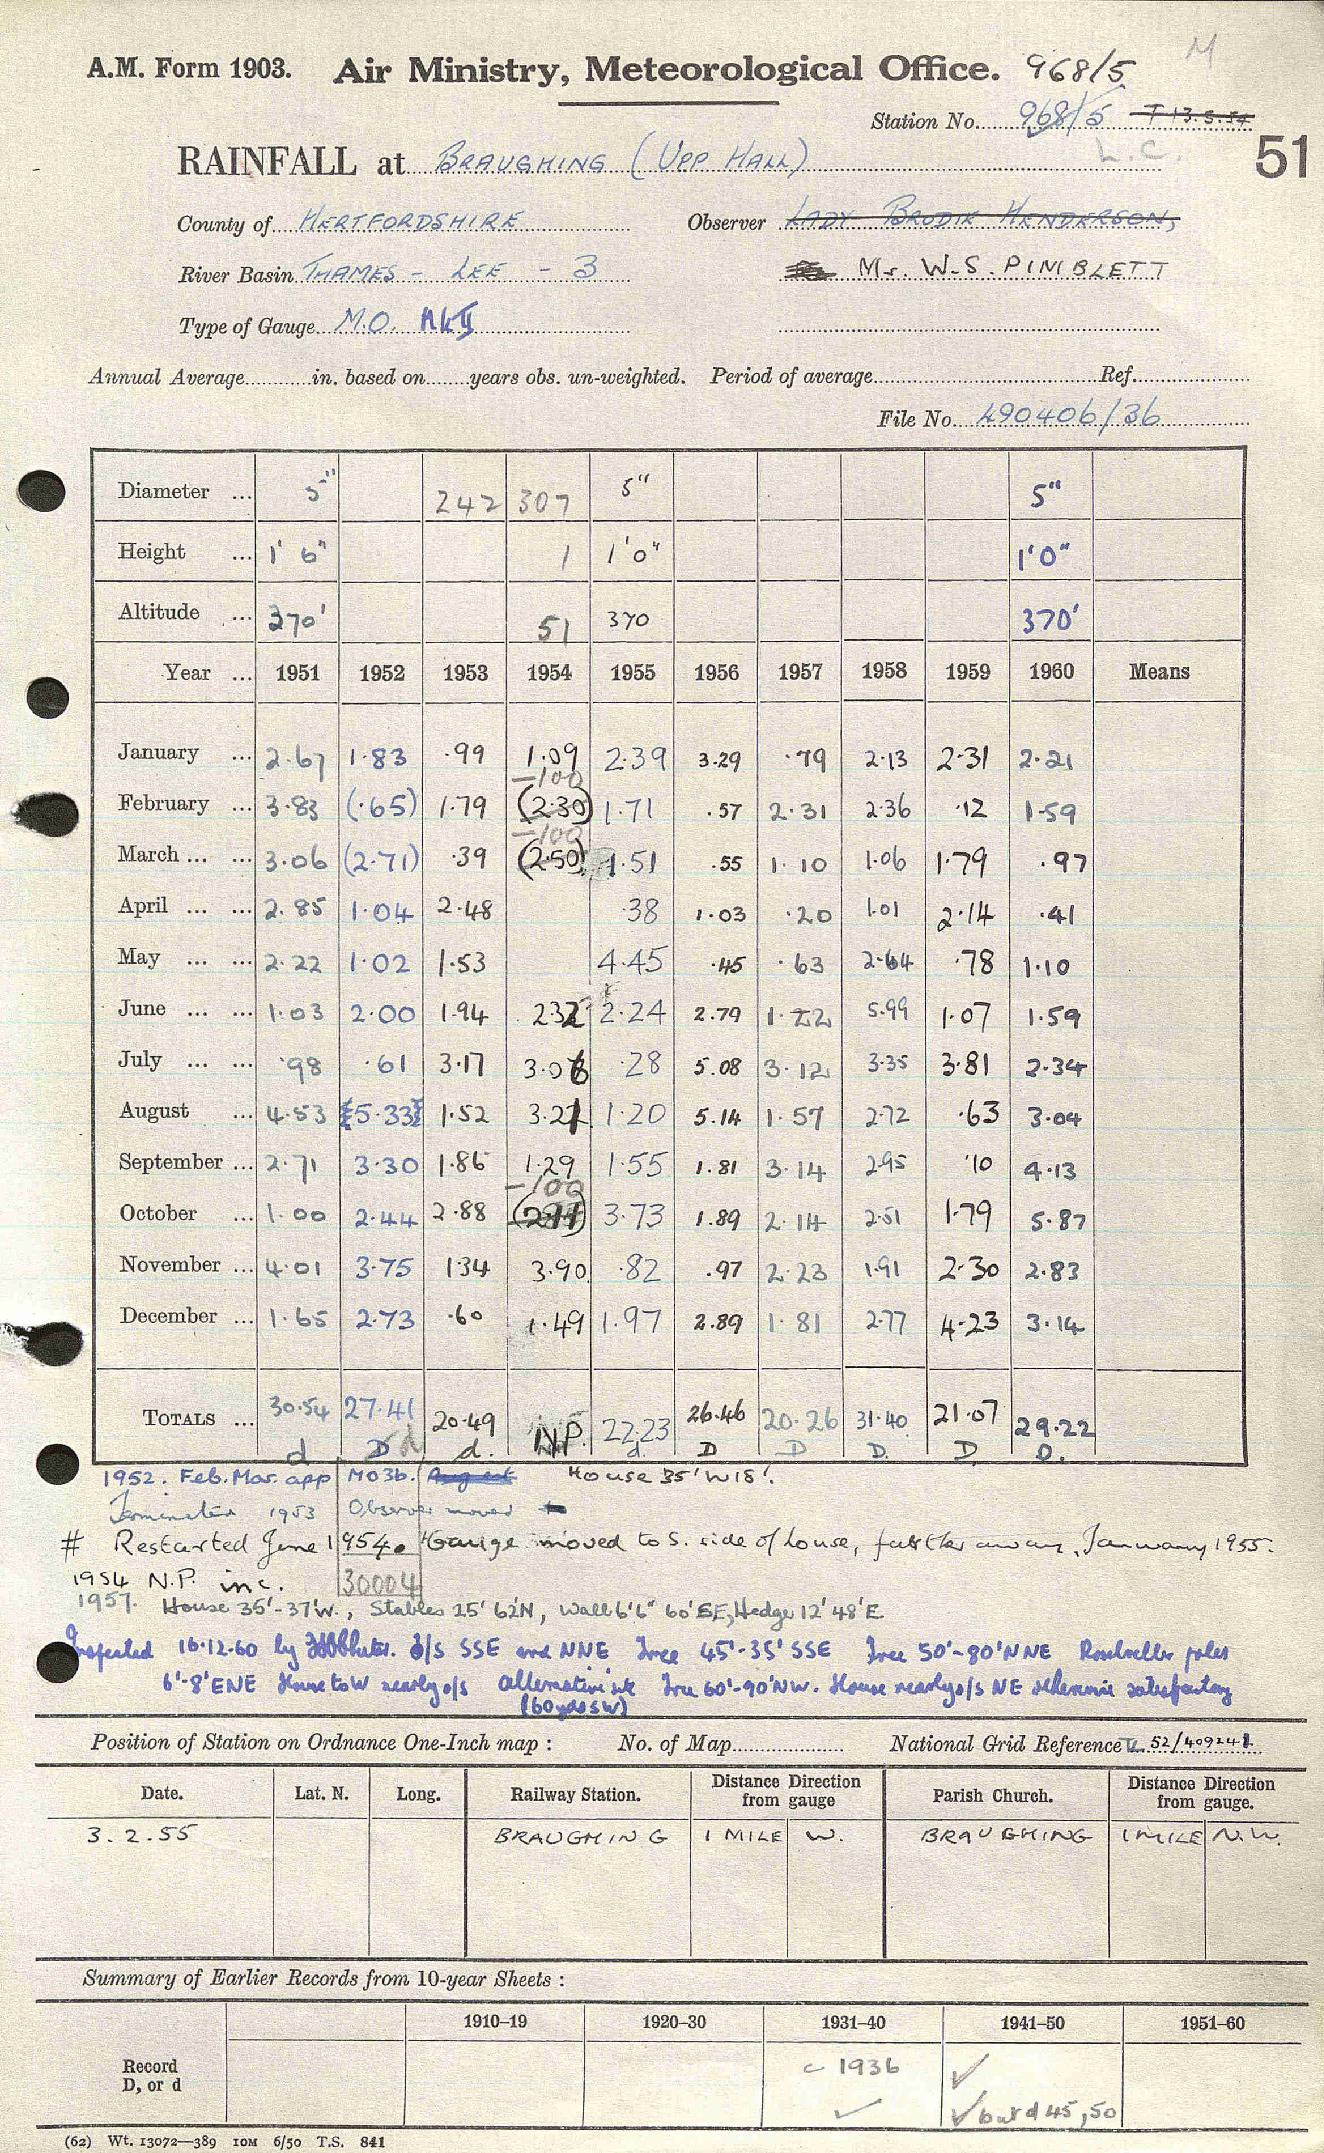 M
A.M. Form 1903. Air Ministry, Meteorological Office. 968/5
Station No. 968/5 T 13.5.54
L.C.
51
RAINFALL at BRAUGHING (UPP HALL)
County of HERTFORDSHIRE Observer LADY BRODIE HENDERSON,
River Basin THAMES - LEE - 3 Mr. W.S. PIMBLETT
Type of Gauge M.O. MkII
Annual Average in. based on years obs. un-weighted. Period of average Ref.
File No. 490406/36
Diameter ... 5" 242 307 5" 5"
Height ... 1' 6" 1 1'0" 1'0"
Altitude ... 370' 51 370 370'
Year ... 1951 1952 1953 1954 1955 1956 1957 1958 1959 1960 Means
January ... 2.67 1.83 .99 1.09 2.39 3.29 .79 2.13 2.31 2.21
-100
February ... 3.83 (.65) 1.79 (2.30) 1.71 .57 2.31 2.36 .12 1.59
-100
March ... ... 3.06 (2.71) .39 (2.50) 1.51 .55 1.10 1.06 1.79 .97
April ... ... 2.85 1.04 2.48 .38 1.03 .20 1.01 2.14 .41
May ... ... 2.22 1.02 1.53 4.45 .45 .63 2.64 .78 1.10
June ... ... 1.03 2.00 1.94 2.32 2.24 2.79 1.22 5.99 1.07 1.59
July ... ... .98 .61 3.17 3.06 .28 5.08 3.12 3.35 3.81 2.34
August ... 4.53 5.33 1.52 3.21 1.20 5.14 1.57 2.72 .63 3.04
September ... 2.71 3.30 1.86 1.29 1.55 1.81 3.14 2.95 .10 4.13
-100
October ... 1.00 2.44 2.88 (2.11) 3.73 1.89 2.14 2.51 1.79 5.87
November ... 4.01 3.75 1.34 3.90 .82 .97 2.23 1.91 2.30 2.83
December ... 1.65 2.73 .60 1.49 1.97 2.89 1.81 2.77 4.23 3.14
TOTALS ... 30.54 27.41 20.49 N.P. 22.23 26.46 20.26 31.40 21.07 29.22
d D d d. d. D D D. D. D.
1952. Feb. Mar. app MO3b. August House 35'W18'.
Terminated 1953 Observer moved
# Restarted June 1954. Gauge moved to S. side of house, further away, January 1955.
1954 N.P. inc. 30004
1957. House 35'-37'W., Stables 25' 62'N, Wall 6'6" 60'SE, Hedge 12' 48'E
Inspected 16.12.60 by o/s SSE and NNE Tree 45'-35' SSE Tree 50'-80'NNE poles
6'-8'ENE House to W nearly o/s Alternative site Tree 60'-90'NW. House nearly o/s NE otherwise satisfactory
(60yds SW)
Position of Station on Ordnance One-Inch map : No. of Map National Grid Reference TL 52/409241.
Date. Lat. N. Long. Railway Station. Distance Direction from gauge Parish Church. Distance Direction from gauge.
3.2.55 BRAUGHING 1 MILE W. BRAUGHING 1 MILE N.W.
Summary of Earlier Records from 10-year Sheets :
1910–19 1920–30 1931–40 1941–50 1951–60
Record c 1936 ✓
D, or d ✓ ✓ but d 45,50
(62) Wt. 13072—389 10M 6/50 T.S. 841